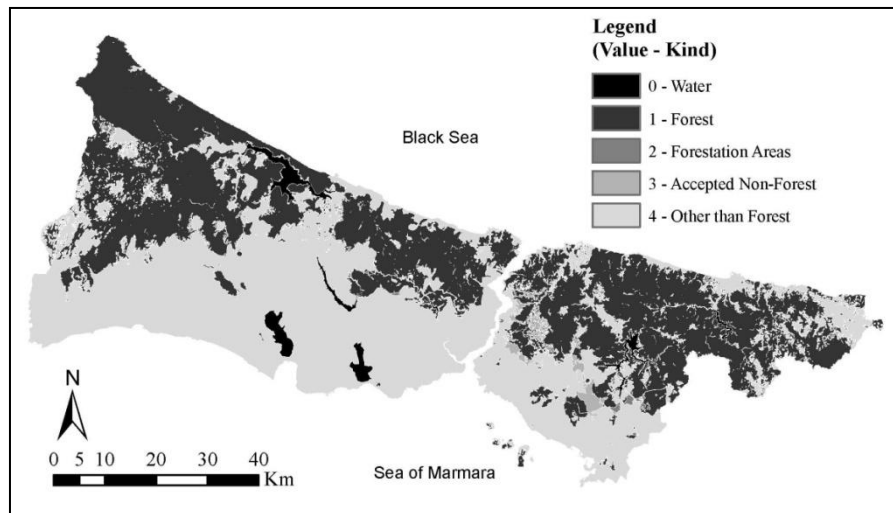 Legend
(Value - Kind)
0 - Water
1 - Forest
2 - Forestation Areas
3 - Accepted Non-Forest
4 - Other than Forest
Black Sea
N
0 5 10 20 30 40
Km
Sea of Marmara